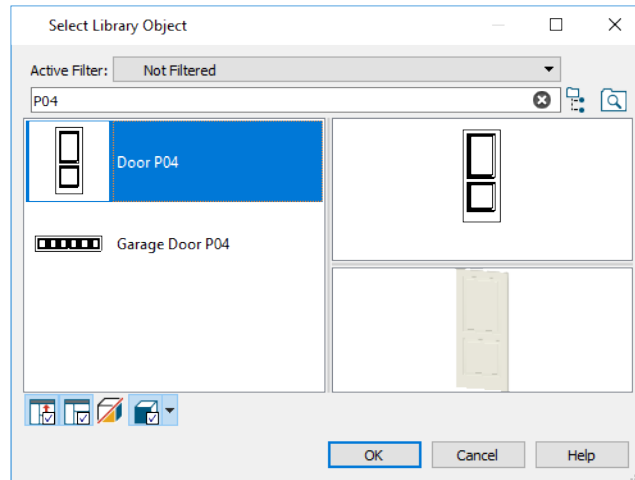 Select Library Object
Active Filter: Not Filtered
P04
Door P04
Garage Door P04
OK Cancel Help